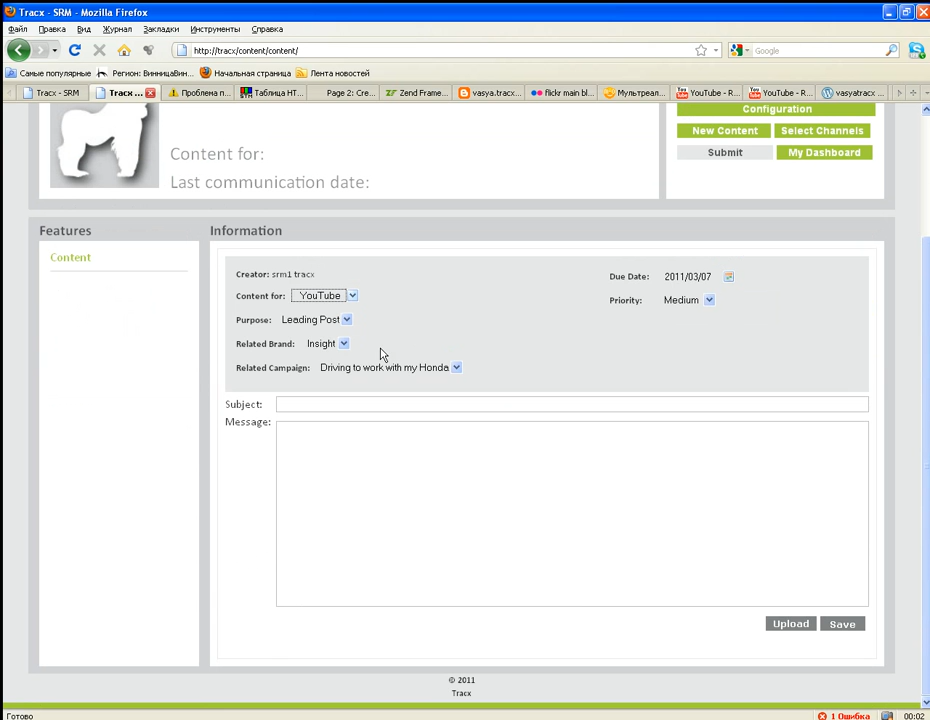 Tracx - SRM - Mozilla Firefox
Файл Правка Вид Журнал Закладки Инструменты Справка
http://tracx/content/content/ Google
Самые популярные Регион: ВинницаВин... Начальная страница Лента новостей
Tracx - SRM Tracx ... Проблема п... Таблица HT... Page 2: Cre... Zend Frame... vasya.tracx... flickr main bl... Мультреал... YouTube - R... YouTube - R... vasyatracx ...
Configuration
New Content Select Channels
Submit My Dashboard
Content for:
Last communication date:
Features Information
Content
Creator: srm1 tracx Due Date: 2011/03/07
Content for: YouTube Priority: Medium
Purpose: Leading Post
Related Brand: Insight
Related Campaign: Driving to work with my Honda
Subject:
Message:
Upload Save
© 2011
Tracx
Готово 1 Ошибка 00:02